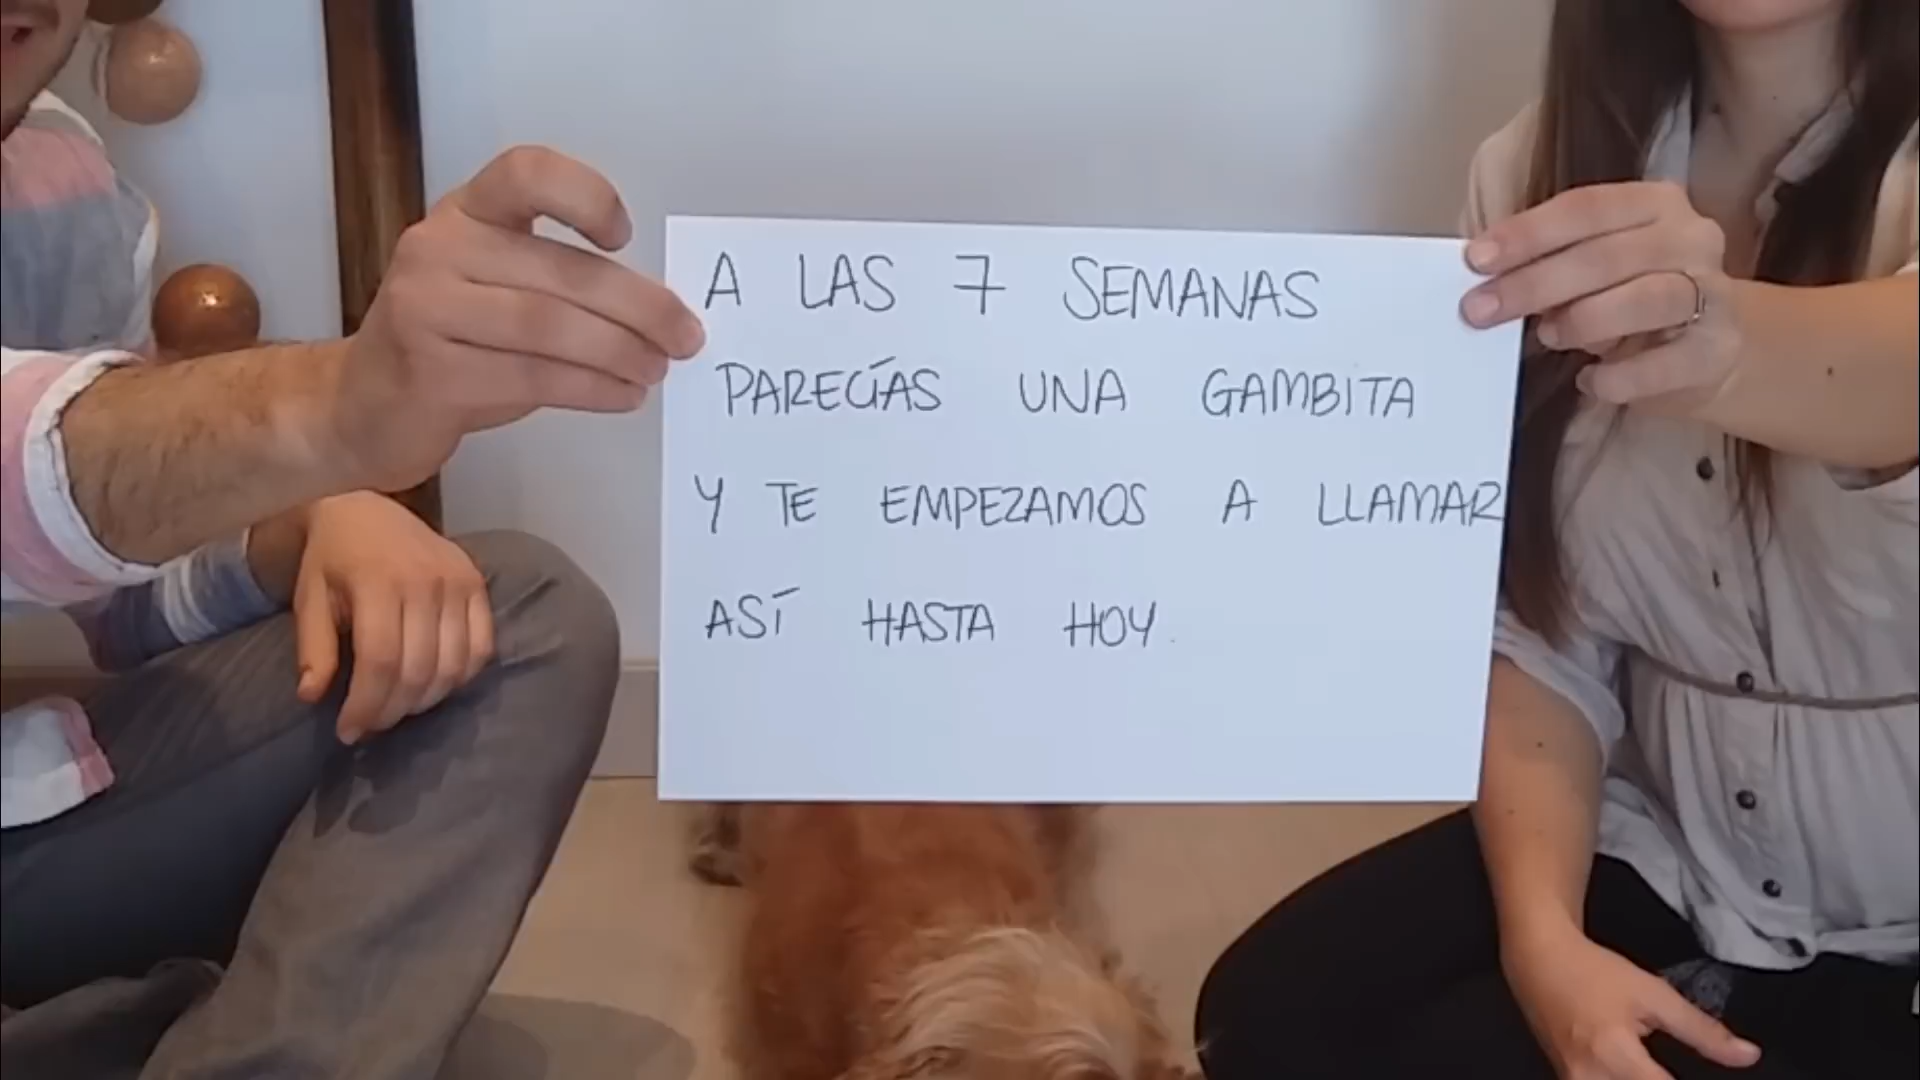 A LAS 7 SEMANAS
PARECÍAS UNA GAMBITA
Y TE EMPEZAMOS A LLAMAR
ASÍ HASTA HOY.